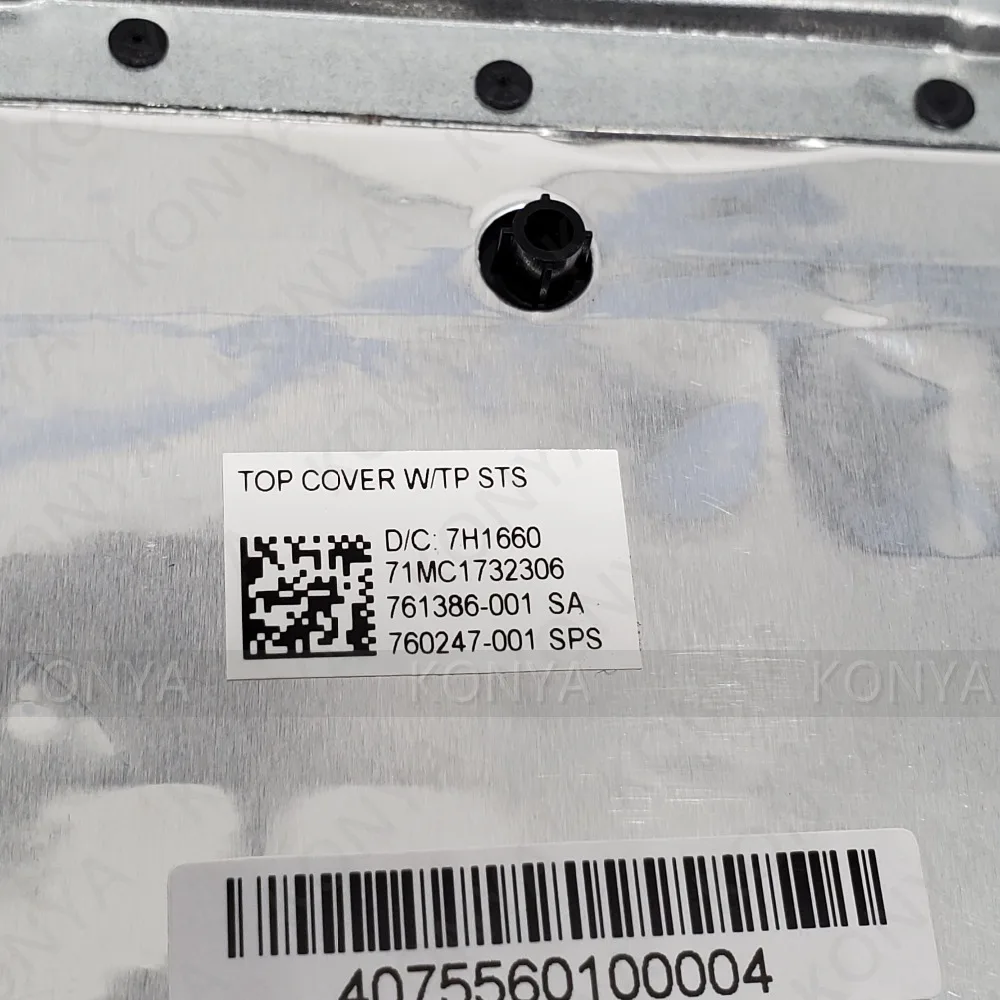 TOP COVER W/TP STS
D/C: 7H1660
71MC1732306
761386-001 SA
760247-001 SPS
KONYA KONYA KONYA
4075560100004